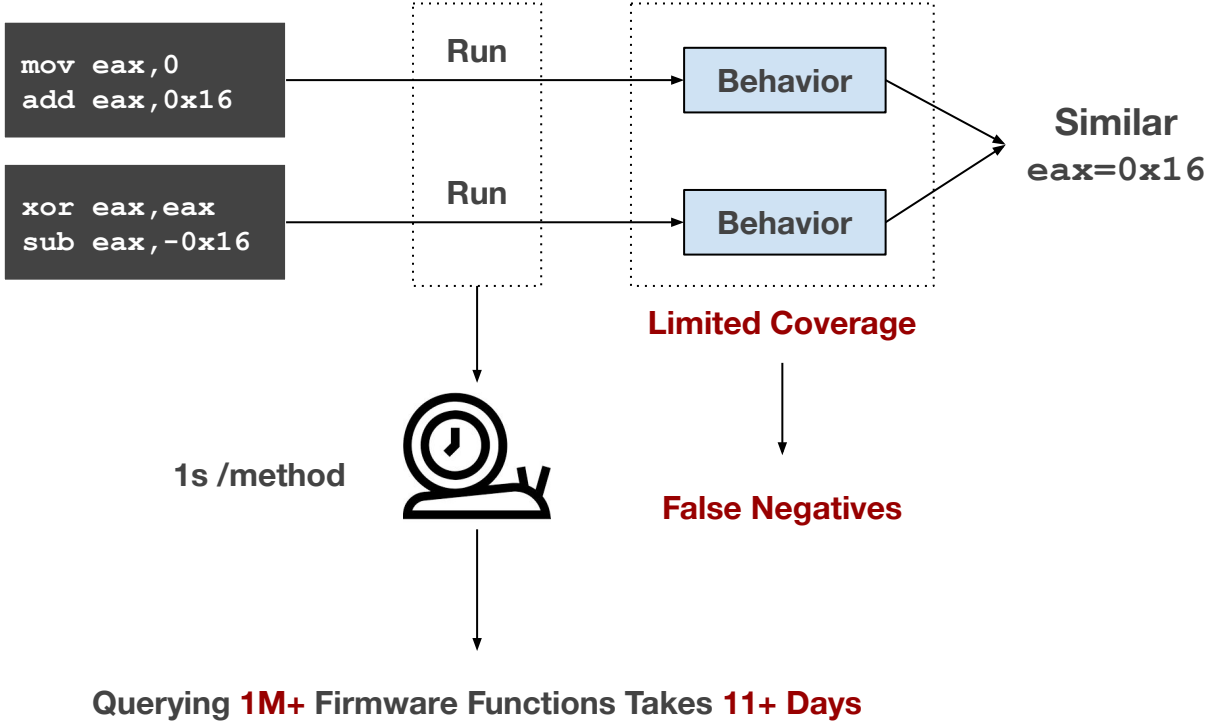 mov eax,0
add eax,0x16
Run
Behavior
xor eax,eax
sub eax,-0x16
Run
Behavior
Similar
eax=0x16
Limited Coverage
1s /method
False Negatives
Querying 1M+ Firmware Functions Takes 11+ Days